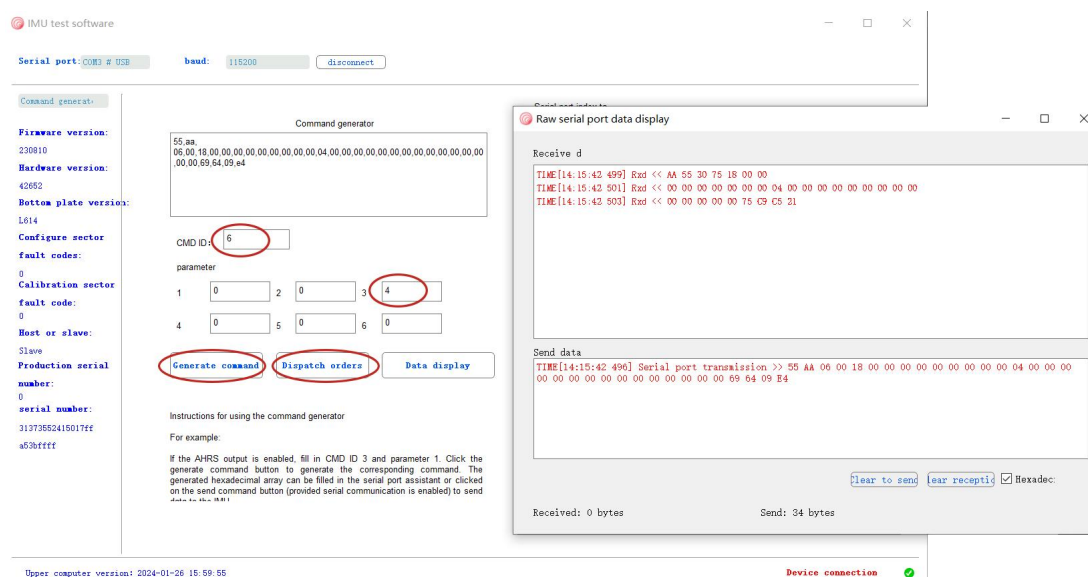 IMU test software
Serial port: COM3 # USB baud: 115200 disconnect
Command generat
Firmware version:
230810
Hardware version:
42652
Bottom plate version:
L614
Configure sector
fault codes:
0
Calibration sector
fault code:
0
Host or slave:
Slave
Production serial
number:
0
serial number:
31373552415017ff
a53bffff
Command generator
55,aa,
06,00,18,00,00,00,00,00,00,00,00,00,04,00,00,00,00,00,00,00,00,00,00,00,00,00
,00,00,69,64,09,e4
CMD ID: 6
parameter
1 0 2 0 3 4
4 0 5 0 6 0
Generate command Dispatch orders Data display
Instructions for using the command generator
For example:
If the AHRS output is enabled, fill in CMD ID 3 and parameter 1. Click the
generate command button to generate the corresponding command. The
generated hexadecimal array can be filled in the serial port assistant or clicked
on the send command button (provided serial communication is enabled) to send
data to the IMU
Serial port index to
Raw serial port data display
Receive d
TIME[14:15:42 499] Rxd << AA 55 30 75 18 00 00
TIME[14:15:42 501] Rxd << 00 00 00 00 00 00 00 04 00 00 00 00 00 00 00 00 00
TIME[14:15:42 503] Rxd << 00 00 00 00 00 75 C9 C5 21
Send data
TIME[14:15:42 496] Serial port transmission >> 55 AA 06 00 18 00 00 00 00 00 00 00 00 00 04 00 00 00
00 00 00 00 00 00 00 00 00 00 00 00 69 64 09 E4
Clear to send lear receptic Hexadec:
Received: 0 bytes Send: 34 bytes
Upper computer version: 2024-01-26 15:59:55 Device connection